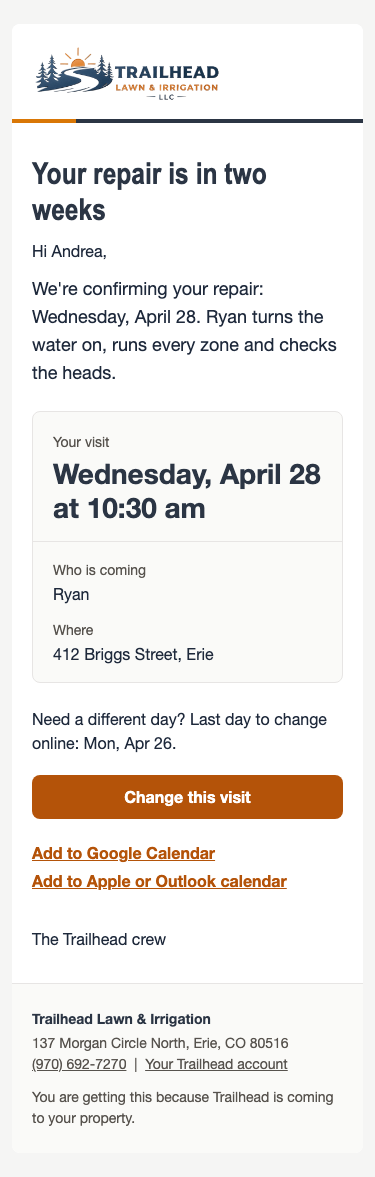 TRAILHEAD
LAWN & IRRIGATION
LLC
Your repair is in two
weeks
Hi Andrea,
We're confirming your repair:
Wednesday, April 28. Ryan turns the
water on, runs every zone and checks
the heads.
Your visit
Wednesday, April 28
at 10:30 am
Who is coming
Ryan
Where
412 Briggs Street, Erie
Need a different day? Last day to change
online: Mon, Apr 26.
Change this visit
Add to Google Calendar
Add to Apple or Outlook calendar
The Trailhead crew
Trailhead Lawn & Irrigation
137 Morgan Circle North, Erie, CO 80516
(970) 692-7270 | Your Trailhead account
You are getting this because Trailhead is coming
to your property.